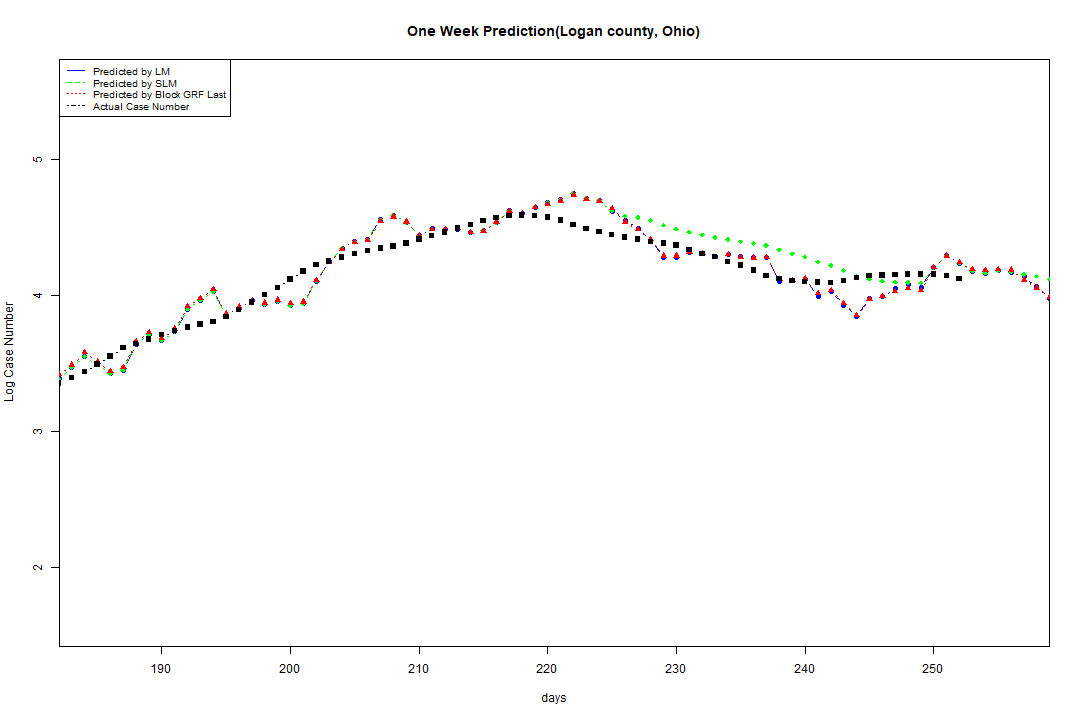 One Week Prediction(Logan county, Ohio)
Predicted by LM
Predicted by SLM
Predicted by Block GRF Last
Actual Case Number
5
4
3
2
Log Case Number
190 200 210 220 230 240 250
days